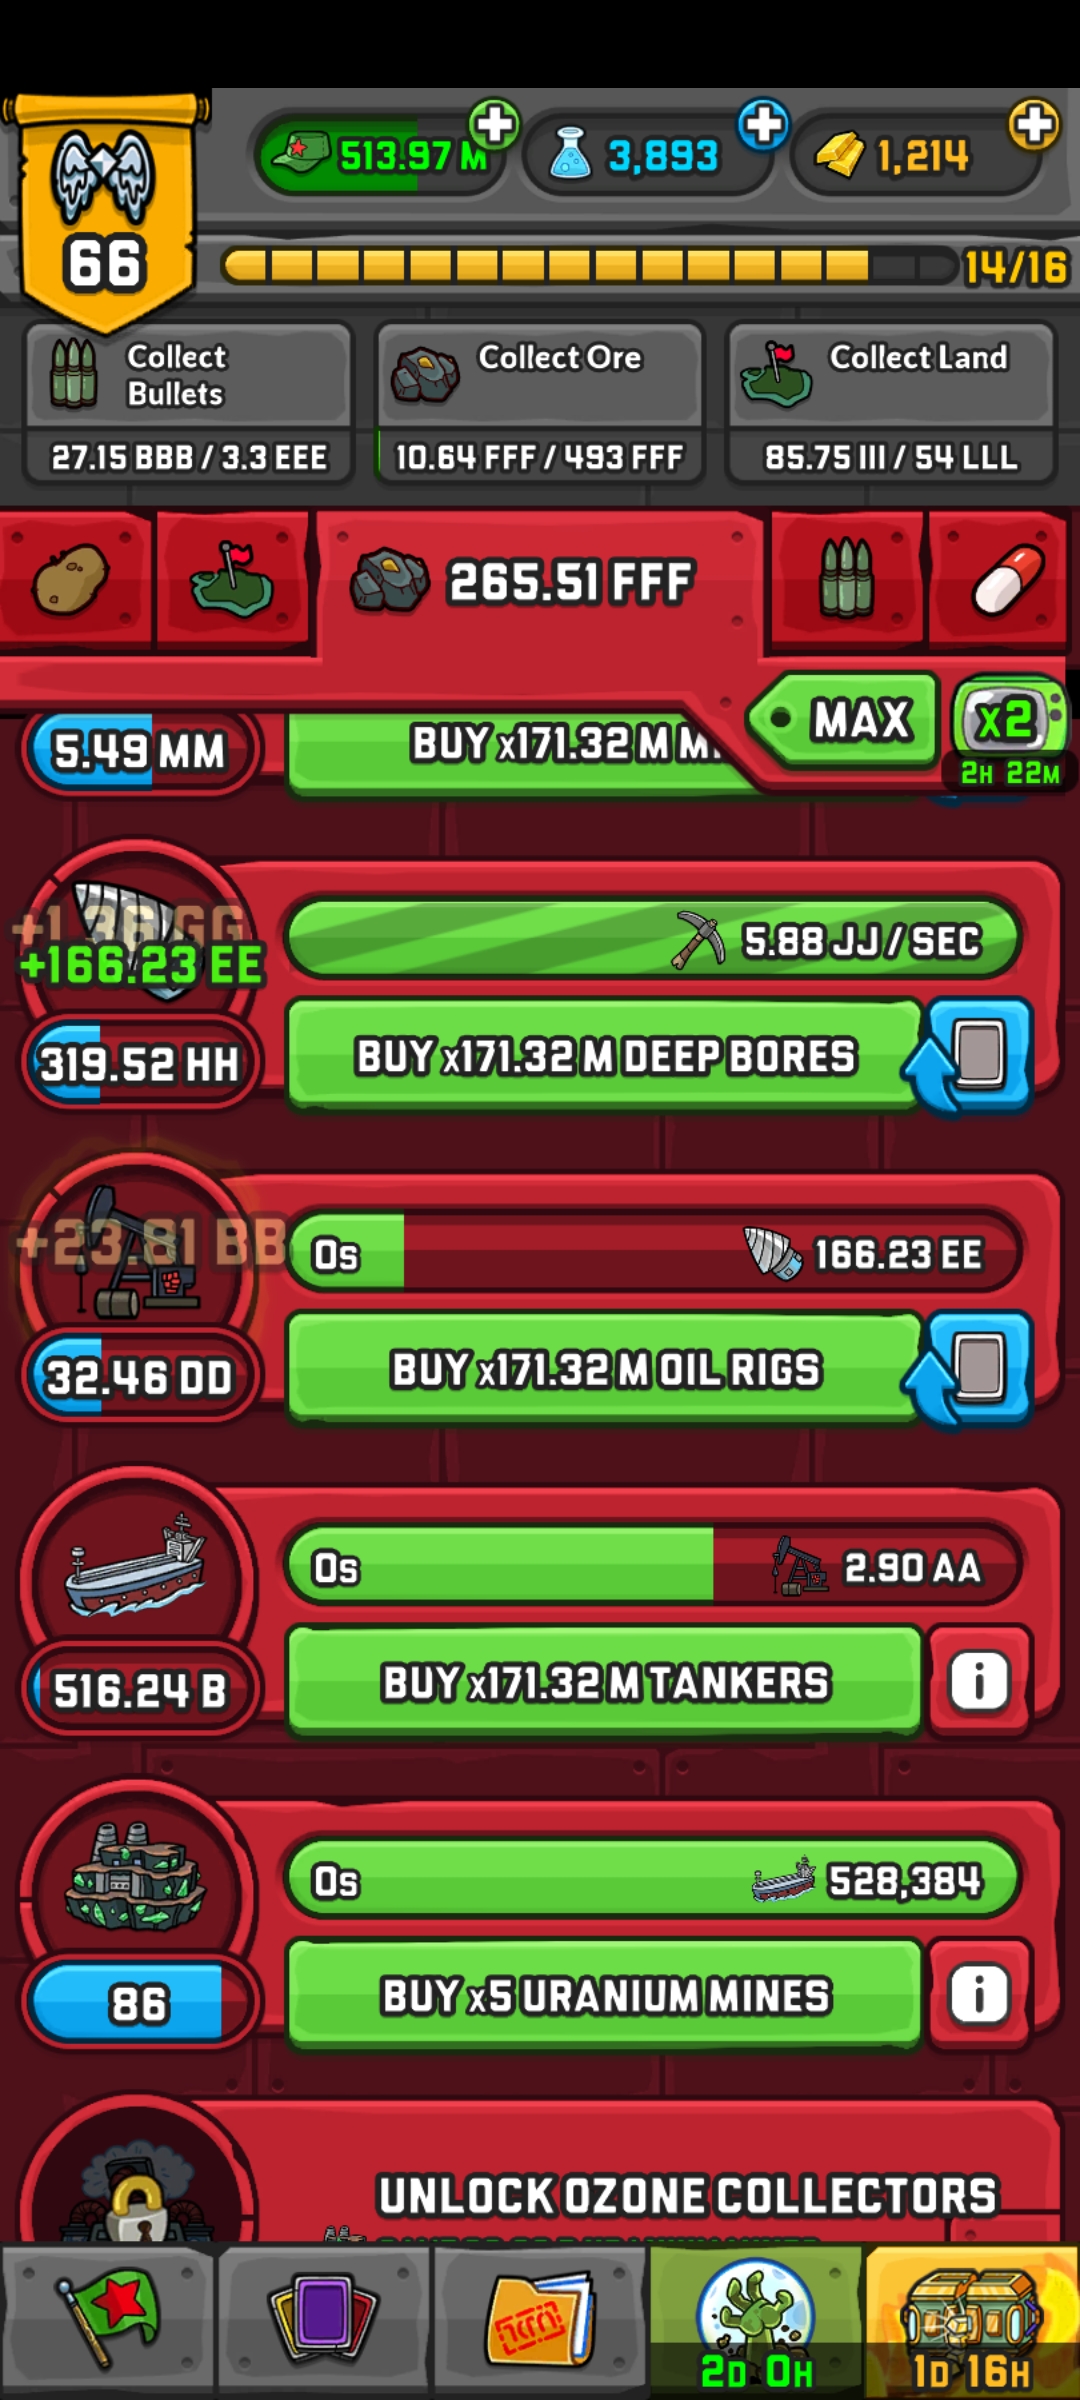 513.97 M
3,893
1,214
66
14/16
Collect
Bullets
27.15 BBB / 3.3 EEE
Collect Ore
10.64 FFF / 493 FFF
Collect Land
85.75 III / 54 LLL
265.51 FFF
MAX
x2
2H 22M
5.49 MM
BUY x171.32 M
+1.36 GG
+166.23 EE
5.88 JJ / SEC
319.52 HH
BUY x171.32 M DEEP BORES
+23.81 BB
0s
166.23 EE
32.46 DD
BUY x171.32 M OIL RIGS
0s
2.90 AA
516.24 B
BUY x171.32 M TANKERS
i
0s
528,384
86
BUY x5 URANIUM MINES
i
UNLOCK OZONE COLLECTORS
2D 0H
1D 16H